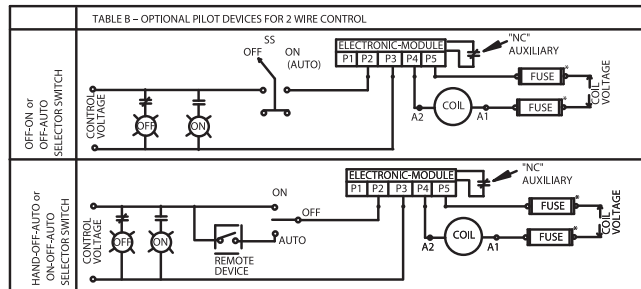 TABLE B – OPTIONAL PILOT DEVICES FOR 2 WIRE CONTROL
OFF-ON or
OFF-AUTO
SELECTOR SWITCH
CONTROL
VOLTAGE
OFF
ON
SS
OFF
ON
(AUTO)
ELECTRONIC-MODULE
P1 P2 P3 P4 P5
"NC"
AUXILIARY
A2
COIL
A1
FUSE*
FUSE*
COIL
VOLTAGE
HAND-OFF-AUTO or
ON-OFF-AUTO
SELECTOR SWITCH
CONTROL
VOLTAGE
OFF
ON
ON
OFF
AUTO
REMOTE
DEVICE
ELECTRONIC-MODULE
P1 P2 P3 P4 P5
"NC"
AUXILIARY
A2
COIL
A1
FUSE*
FUSE*
COIL
VOLTAGE